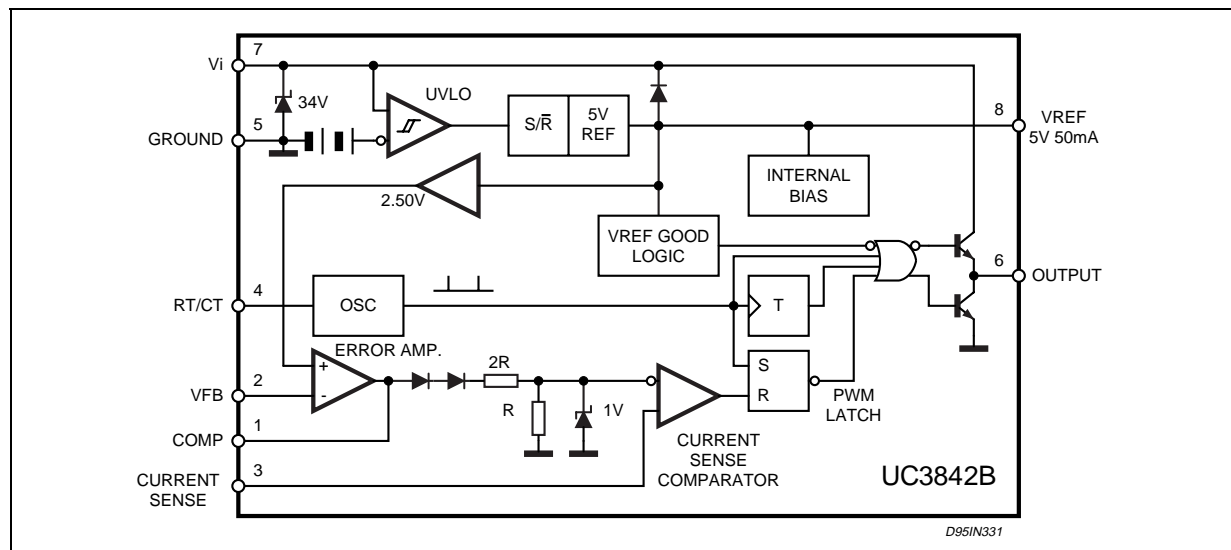 7
Vi
34V
UVLO
5
GROUND
S/R̅
5V
REF
8
VREF
5V 50mA
INTERNAL
BIAS
2.50V
VREF GOOD
LOGIC
6
OUTPUT
4
RT/CT
OSC
T
ERROR AMP.
+
-
2
VFB
2R
R
1V
S
R
PWM
LATCH
1
COMP
CURRENT
SENSE
COMPARATOR
3
CURRENT
SENSE
UC3842B
D95IN331